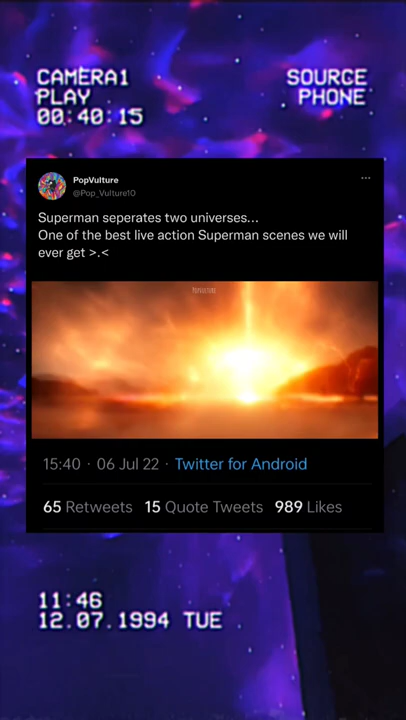 CAMERA1
PLAY
00:40:15
SOURCE
PHONE
PopVulture
@Pop_Vulture10
Superman seperates two universes...
One of the best live action Superman scenes we will
ever get >.<
PopVulture
15:40 · 06 Jul 22 · Twitter for Android
65 Retweets 15 Quote Tweets 989 Likes
11:46
12.07.1994 TUE